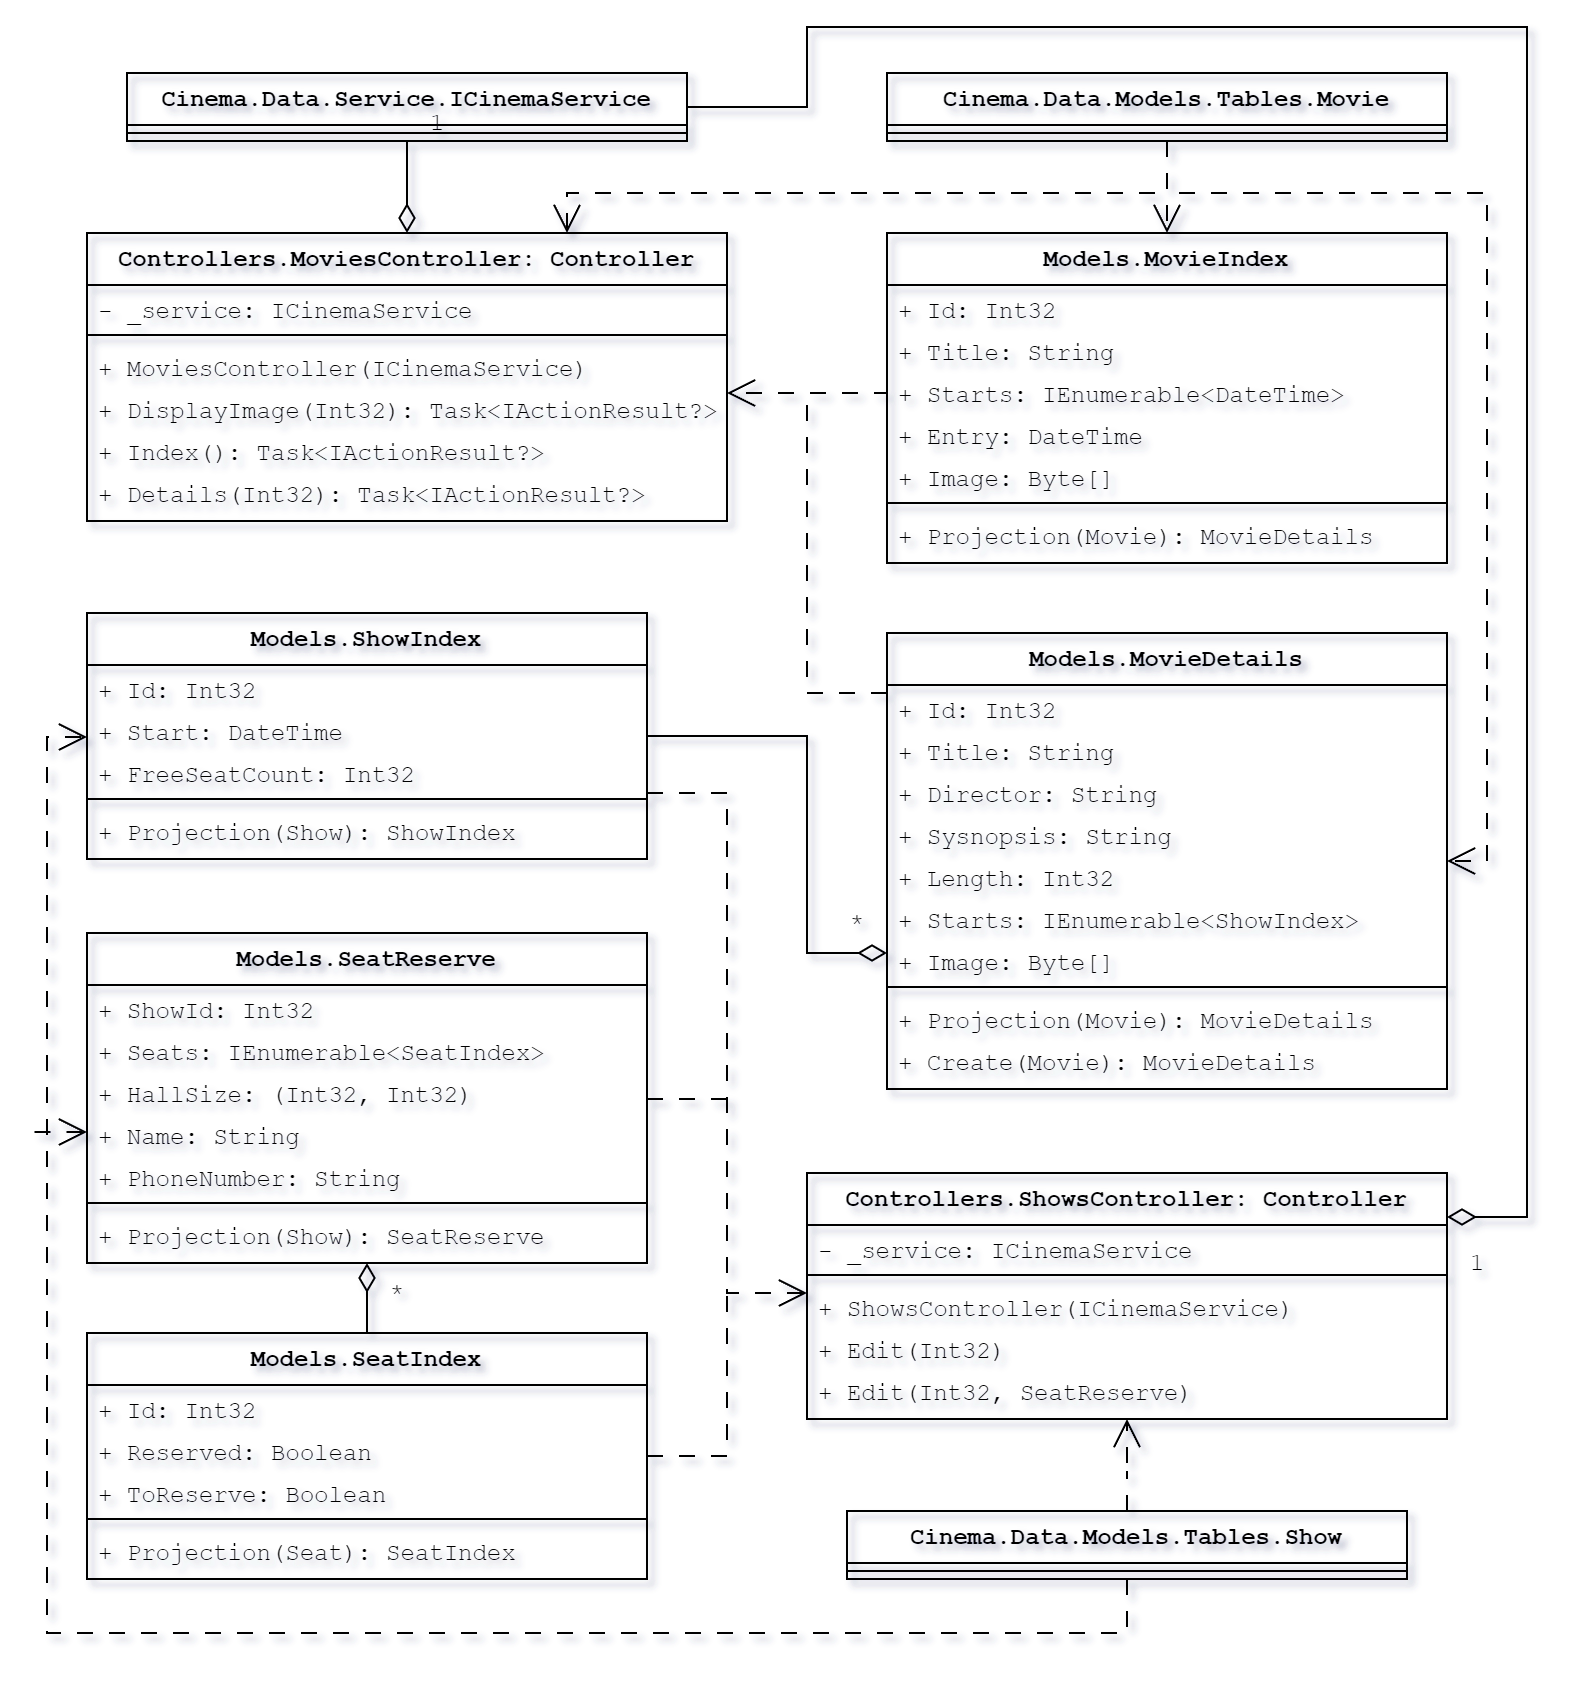 Cinema.Data.Service.ICinemaService
1
Cinema.Data.Models.Tables.Movie
Controllers.MoviesController: Controller
- _service: ICinemaService
+ MoviesController(ICinemaService)
+ DisplayImage(Int32): Task<IActionResult?>
+ Index(): Task<IActionResult?>
+ Details(Int32): Task<IActionResult?>
Models.MovieIndex
+ Id: Int32
+ Title: String
+ Starts: IEnumerable<DateTime>
+ Entry: DateTime
+ Image: Byte[]
+ Projection(Movie): MovieDetails
Models.ShowIndex
+ Id: Int32
+ Start: DateTime
+ FreeSeatCount: Int32
+ Projection(Show): ShowIndex
Models.MovieDetails
+ Id: Int32
+ Title: String
+ Director: String
+ Sysnopsis: String
+ Length: Int32
+ Starts: IEnumerable<ShowIndex>
+ Image: Byte[]
+ Projection(Movie): MovieDetails
+ Create(Movie): MovieDetails
*
Models.SeatReserve
+ ShowId: Int32
+ Seats: IEnumerable<SeatIndex>
+ HallSize: (Int32, Int32)
+ Name: String
+ PhoneNumber: String
+ Projection(Show): SeatReserve
*
Controllers.ShowsController: Controller
- _service: ICinemaService
+ ShowsController(ICinemaService)
+ Edit(Int32)
+ Edit(Int32, SeatReserve)
1
Models.SeatIndex
+ Id: Int32
+ Reserved: Boolean
+ ToReserve: Boolean
+ Projection(Seat): SeatIndex
Cinema.Data.Models.Tables.Show